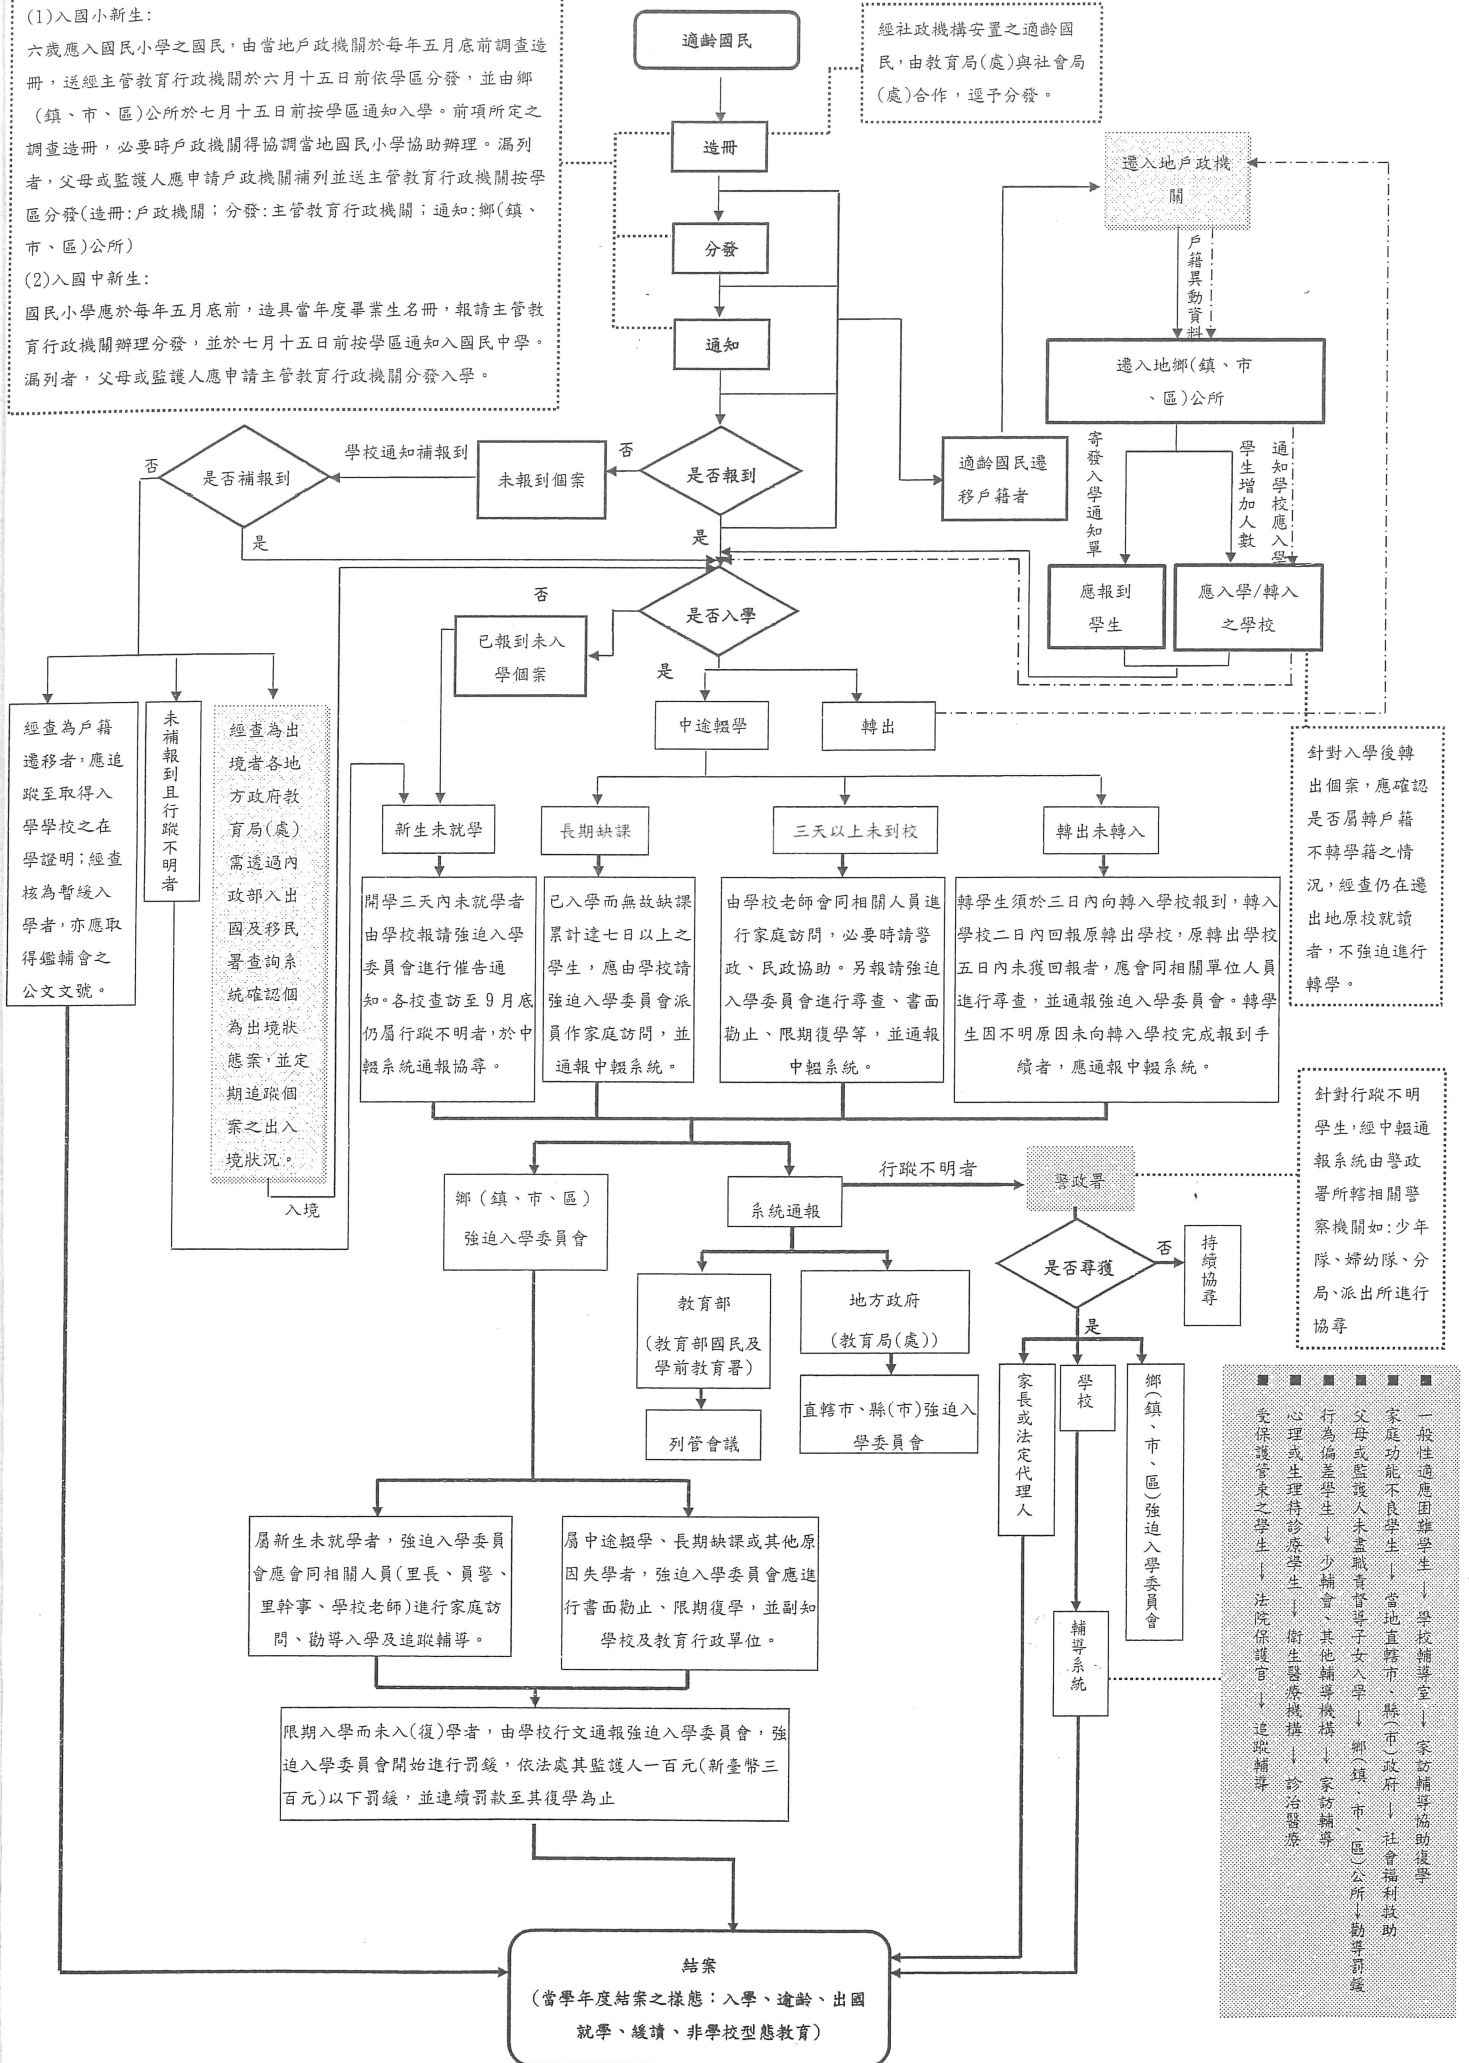 (1)入國小新生:
六歲應入國民小學之國民,由當地戶政機關於每年五月底前調查造
冊,送經主管教育行政機關於六月十五日前依學區分發,並由鄉
(鎮、市、區)公所於七月十五日前按學區通知入學。前項所定之
調查造冊,必要時戶政機關得協調當地國民小學協助辦理。漏列
者,父母或監護人應申請戶政機關補列並送主管教育行政機關按學
區分發(造冊:戶政機關;分發:主管教育行政機關;通知:鄉(鎮、
市、區)公所)
(2)入國中新生:
國民小學應於每年五月底前,造具當年度畢業生名冊,報請主管教
育行政機關辦理分發,並於七月十五日前按學區通知入國民中學。
漏列者,父母或監護人應申請主管教育行政機關分發入學。
適齡國民
經社政機構安置之適齡國
民,由教育局(處)與社會局
(處)合作,逕予分發。
造冊
分發
通知
遷入地戶政機
關
戶籍異動資料
遷入地鄉(鎮、市
、區)公所
寄發入學通知單
學生增加人數
通知學校應入學
應報到
學生
應入學/轉入
之學校
適齡國民遷
移戶籍者
是否報到
否
是
未報到個案
學校通知補報到
是否補報到
否
是
是否入學
否
是
已報到未入
學個案
中途輟學
轉出
經查為戶籍
遷移者,應追
蹤至取得入
學學校之在
學證明;經查
核為暫緩入
學者,亦應取
得鑑輔會之
公文文號。
未補報到且行蹤不明者
經查為出
境者各地
方政府教
育局(處)
需透過內
政部入出
國及移民
署查詢系
統確認個
為出境狀
態案,並定
期追蹤個
案之出入
境狀況。
入境
新生未就學
長期缺課
三天以上未到校
轉出未轉入
開學三天內未就學者
由學校報請強迫入學
委員會進行催告通
知。各校查訪至9月底
仍屬行蹤不明者,於中
輟系統通報協尋。
已入學而無故缺課
累計達七日以上之
學生,應由學校請
強迫入學委員會派
員作家庭訪問,並
通報中輟系統。
由學校老師會同相關人員進
行家庭訪問,必要時請警
政、民政協助。另報請強迫
入學委員會進行尋查、書面
勸止、限期復學等,並通報
中輟系統。
轉學生須於三日內向轉入學校報到,轉入
學校二日內回報原轉出學校,原轉出學校
五日內未獲回報者,應會同相關單位人員
進行尋查,並通報強迫入學委員會。轉學
生因不明原因未向轉入學校完成報到手
續者,應通報中輟系統。
針對入學後轉
出個案,應確認
是否屬轉戶籍
不轉學籍之情
況,經查仍在遷
出地原校就讀
者,不強迫進行
轉學。
鄉(鎮、市、區)
強迫入學委員會
系統通報
行蹤不明者
警政署
針對行蹤不明
學生,經中輟通
報系統由警政
署所轄相關警
察機關如:少年
隊、婦幼隊、分
局、派出所進行
協尋
是否尋獲
否
持續協尋
是
教育部
(教育部國民及
學前教育署)
列管會議
地方政府
(教育局(處))
直轄市、縣(市)強迫入
學委員會
家長或法定代理人
學校
鄉(鎮、市、區)強迫入學委員會
輔導系統
■ 一般性適應困難學生→學校輔導室→家訪輔導協助復學
■ 家庭功能不良學生→當地直轄市、縣(市)政府→社會福利救助
■ 父母或監護人未盡職責督導子女入學→鄉(鎮、市、區)公所→勸導罰鍰
■ 行為偏差學生→少輔會、其他輔導機構→家訪輔導
■ 心理或生理待診療學生→衛生醫療機構→診治醫療
■ 受保護管束之學生→法院保護官→追蹤輔導
屬新生未就學者,強迫入學委員
會應會同相關人員(里長、員警、
里幹事、學校老師)進行家庭訪
問、勸導入學及追蹤輔導。
屬中途輟學、長期缺課或其他原
因失學者,強迫入學委員會應進
行書面勸止、限期復學,並副知
學校及教育行政單位。
限期入學而未入(復)學者,由學校行文通報強迫入學委員會,強
迫入學委員會開始進行罰鍰,依法處其監護人一百元(新臺幣三
百元)以下罰鍰,並連續罰款至其復學為止
結案
(當學年度結案之樣態:入學、逾齡、出國
就學、緩讀、非學校型態教育)